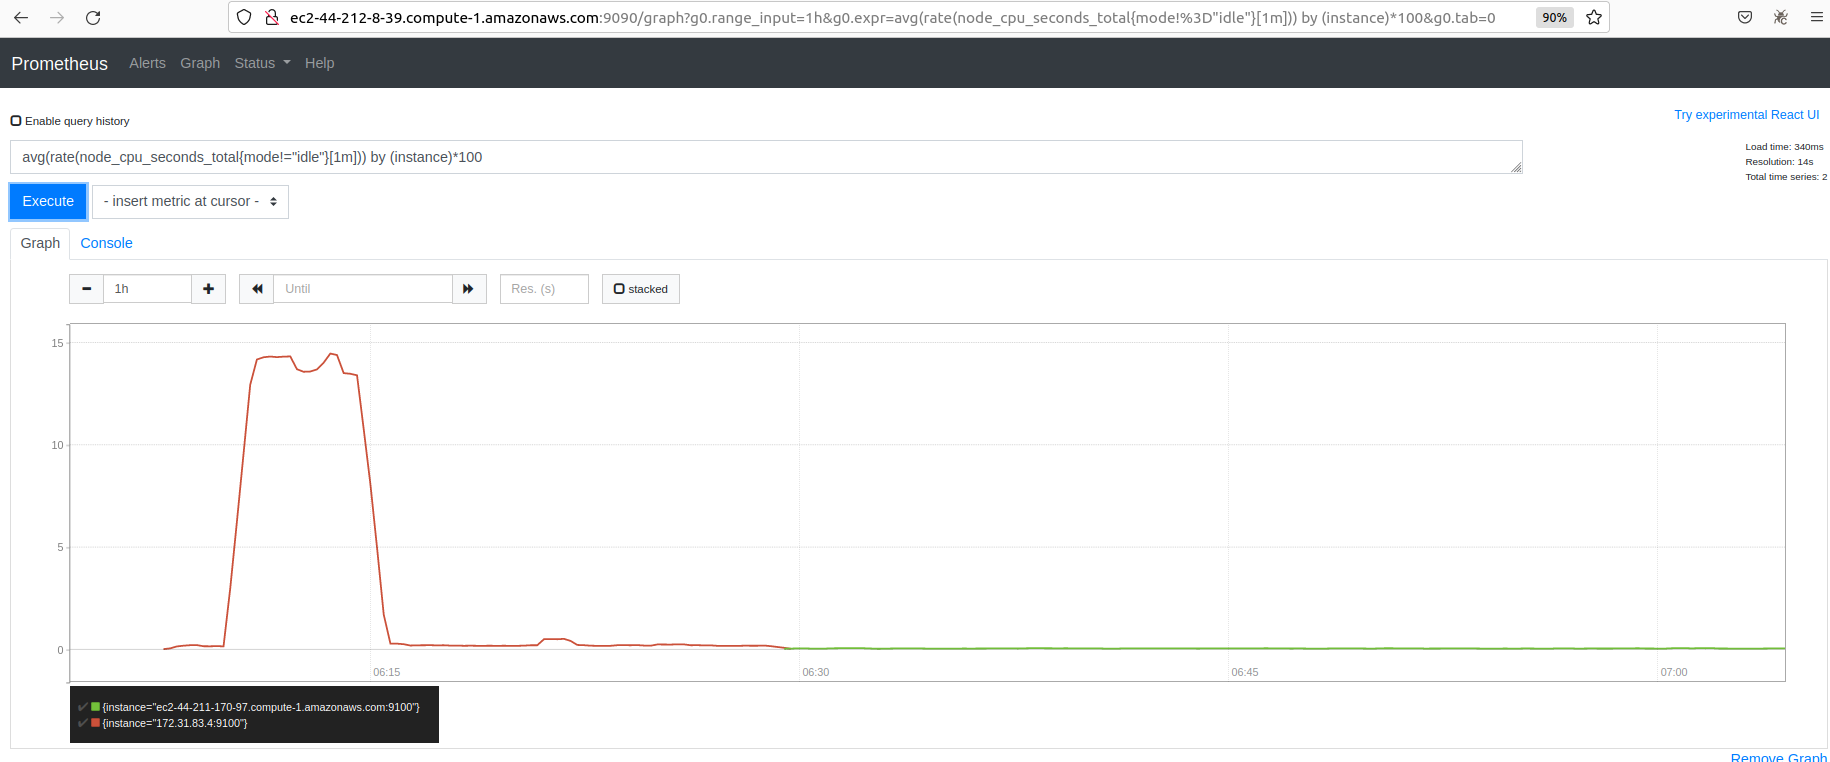 ec2-44-212-8-39.compute-1.amazonaws.com:9090/graph?g0.range_input=1h&g0.expr=avg(rate(node_cpu_seconds_total{mode!%3D"idle"}[1m])) by (instance)*100&g0.tab=0 90%
Prometheus Alerts Graph Status Help
Try experimental React UI
Enable query history
avg(rate(node_cpu_seconds_total{mode!="idle"}[1m])) by (instance)*100
Load time: 340ms
Resolution: 14s
Total time series: 2
Execute - insert metric at cursor -
Graph Console
1h Until Res. (s) stacked
15
10
5
0
06:15 06:30 06:45 07:00
{instance="ec2-44-211-170-97.compute-1.amazonaws.com:9100"}
{instance="172.31.83.4:9100"}
Remove Graph